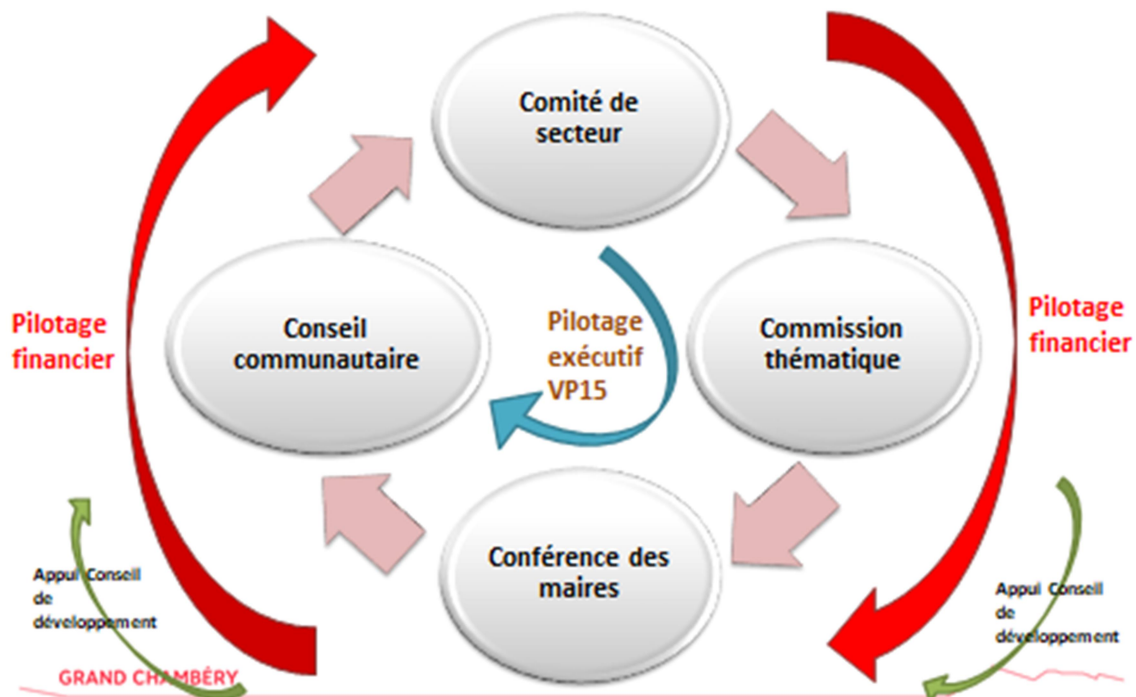 Comité de
secteur
Pilotage
financier
Conseil
communautaire
Pilotage
exécutif
VP15
Commission
thématique
Pilotage
financier
Conférence des
maires
Appui Conseil
de
développement
Appui Conseil
de
développement
GRAND CHAMBÉRY